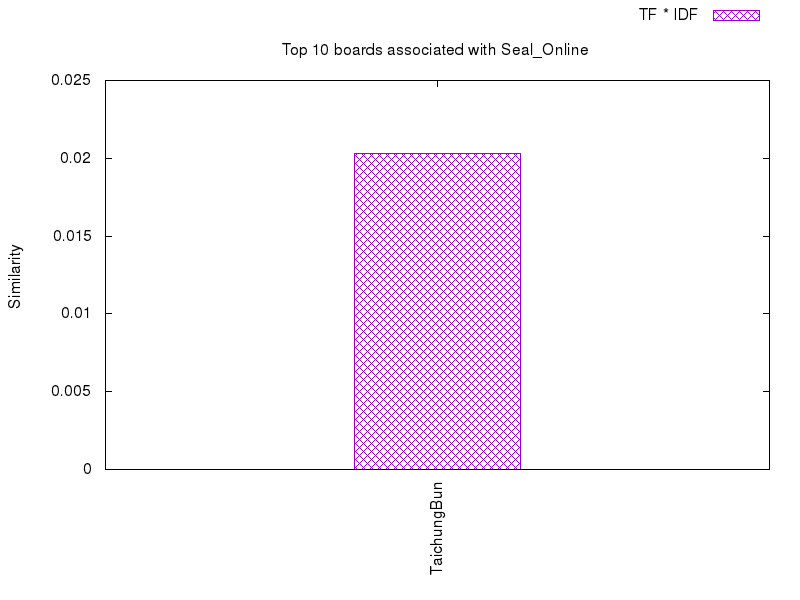 TF * IDF
Top 10 boards associated with Seal_Online
0.025
0.02
0.015
0.01
0.005
0
Similarity
TaichungBun